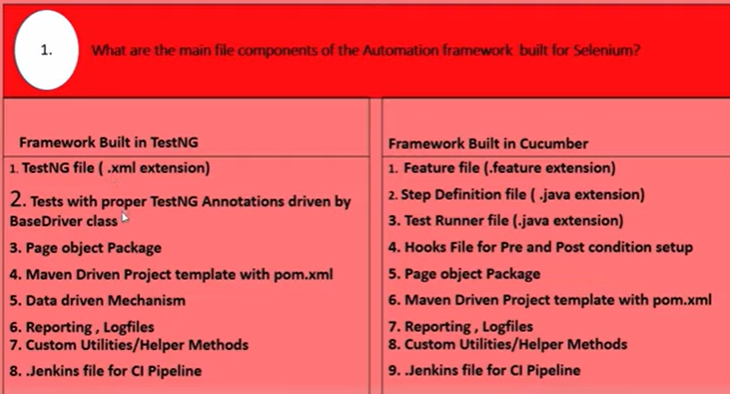 1.
What are the main file components of the Automation framework built for Selenium?
Framework Built in TestNG
1. TestNG file ( .xml extension)
2. Tests with proper TestNG Annotations driven by
BaseDriver class
3. Page object Package
4. Maven Driven Project template with pom.xml
5. Data driven Mechanism
6. Reporting , Logfiles
7. Custom Utilities/Helper Methods
8. .Jenkins file for CI Pipeline
Framework Built in Cucumber
1. Feature file (.feature extension)
2. Step Definition file ( .java extension)
3. Test Runner file (.java extension)
4. Hooks File for Pre and Post condition setup
5. Page object Package
6. Maven Driven Project template with pom.xml
7. Reporting , Logfiles
8. Custom Utilities/Helper Methods
9. .Jenkins file for CI Pipeline